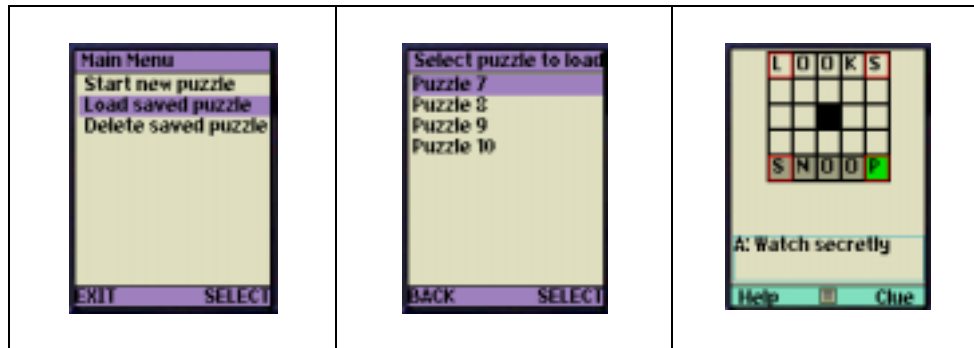 Main Menu
Start new puzzle
Load saved puzzle
Delete saved puzzle
EXIT SELECT
Select puzzle to load
Puzzle 7
Puzzle 8
Puzzle 9
Puzzle 10
BACK SELECT
L O O K S
S N O O P
A: Watch secretly
Help Clue